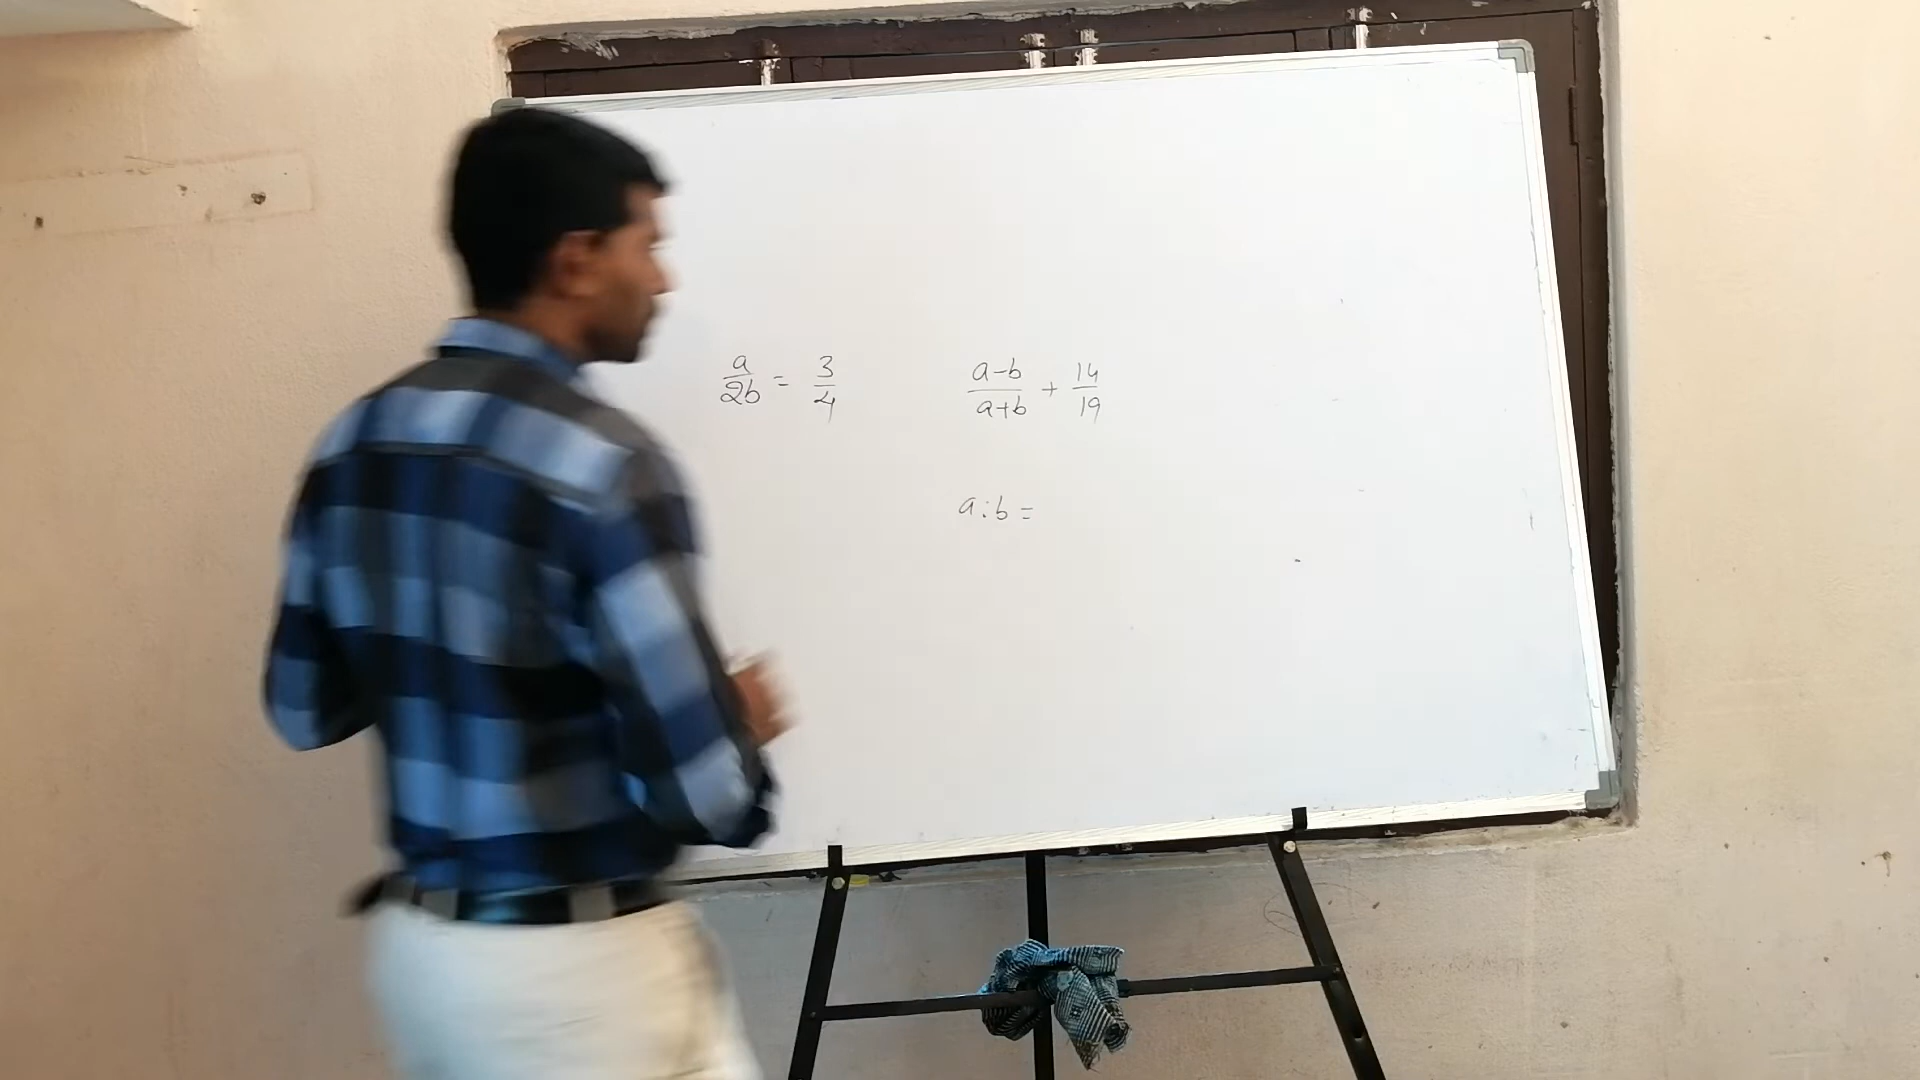 a/2b = 3/4
a-b/a+b + 14/19
a:b =